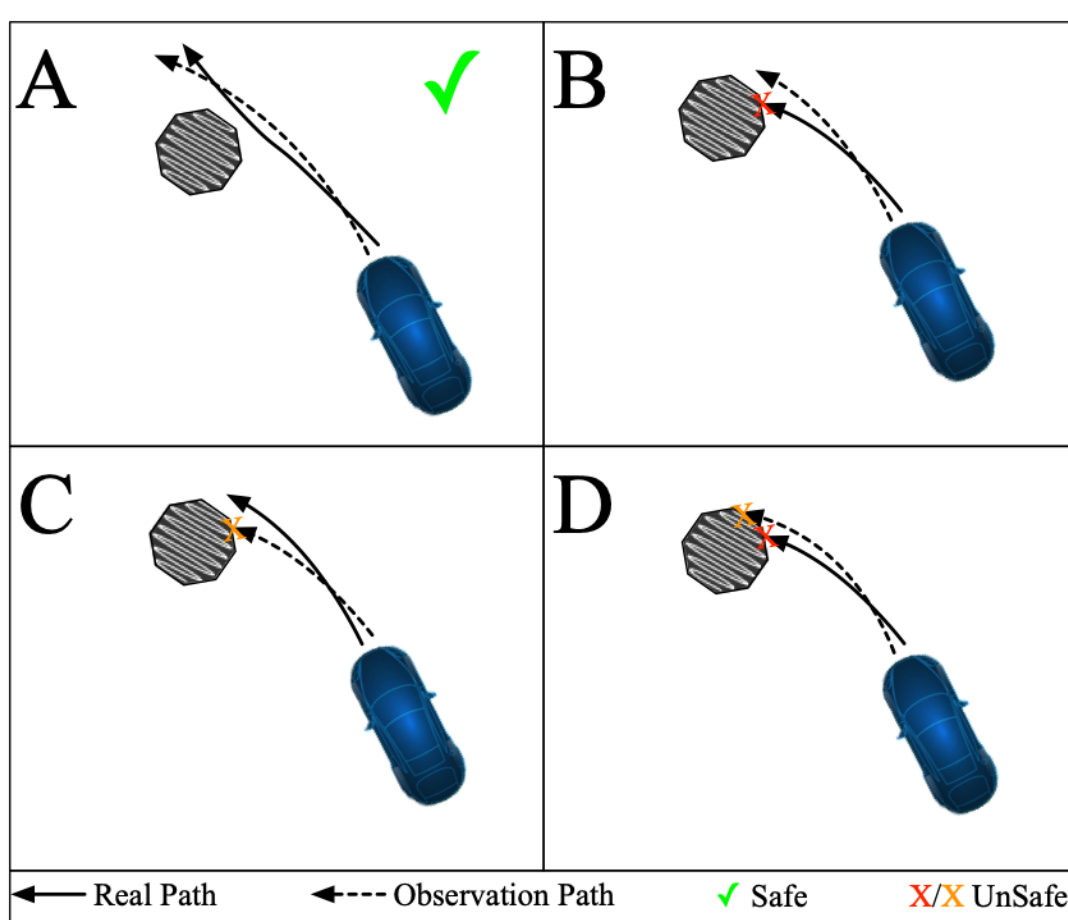 A
B
X
C
X
D
X
X
Real Path
Observation Path
✓ Safe
X/X UnSafe